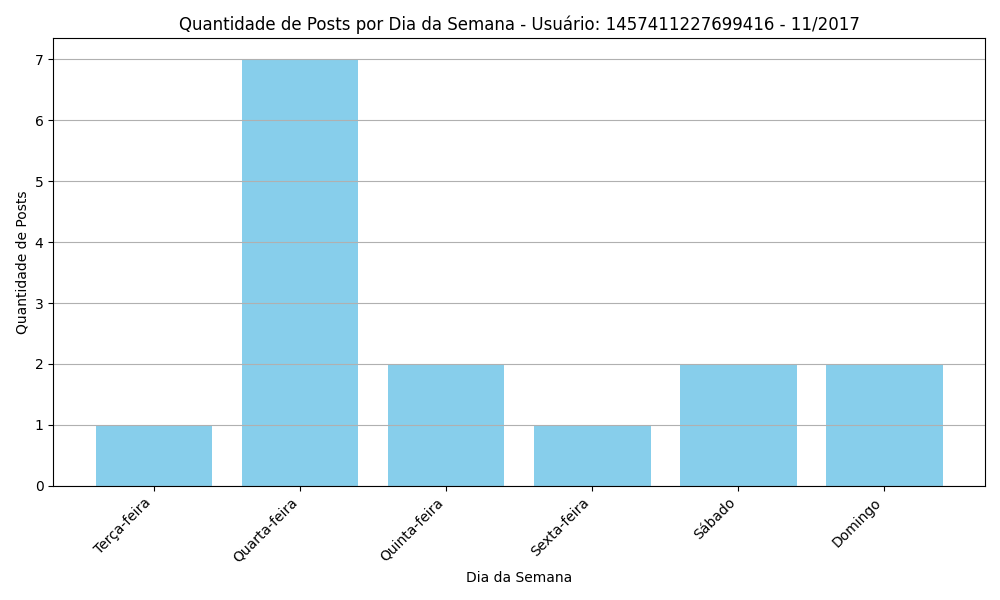 Quantidade de Posts por Dia da Semana - Usuário: 1457411227699416 - 11/2017
Quantidade de Posts
7
6
5
4
3
2
1
0
Terça-feira
Quarta-feira
Quinta-feira
Sexta-feira
Sábado
Domingo
Dia da Semana